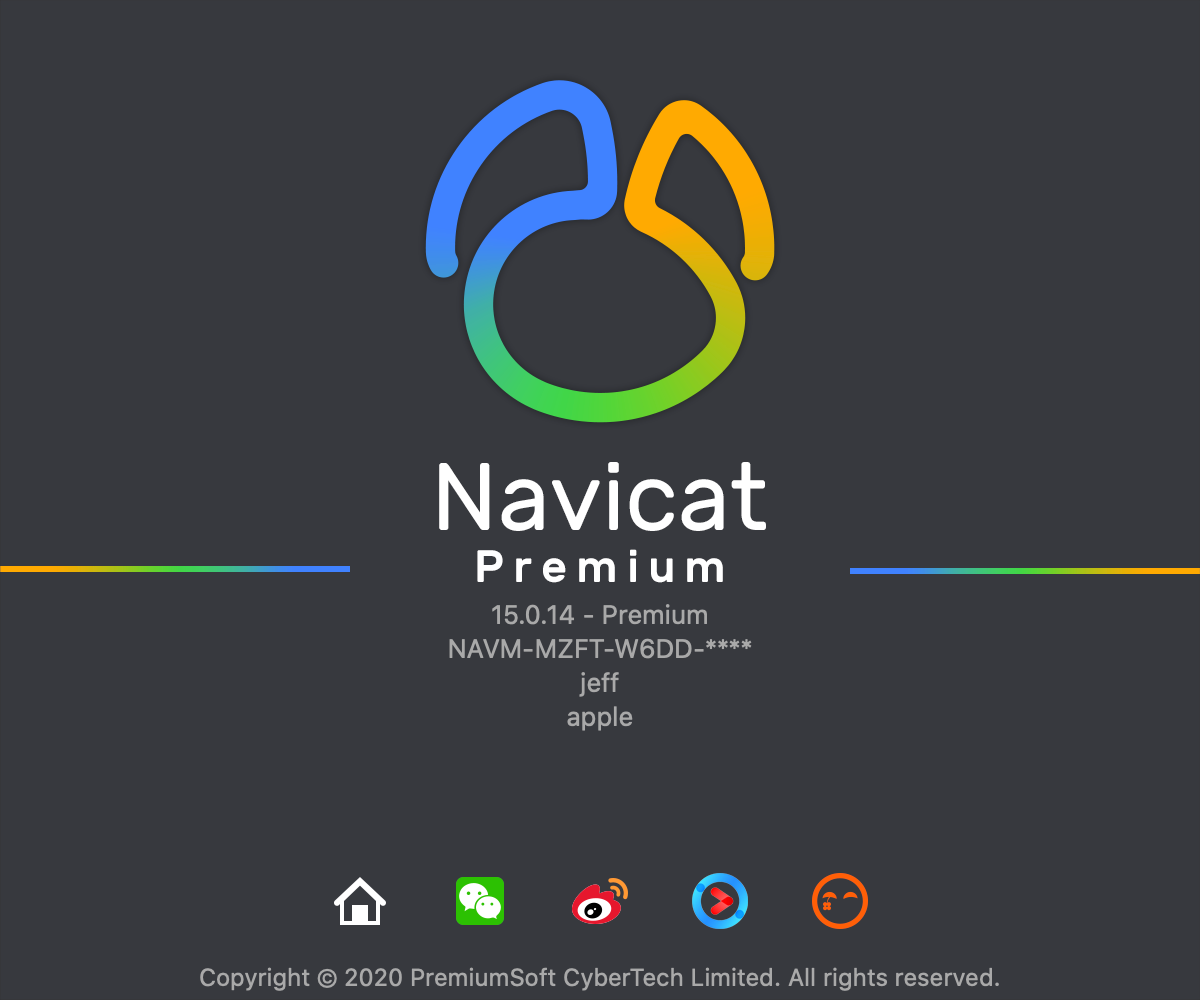 Navicat
Premium
15.0.14 - Premium
NAVM-MZFT-W6DD-****
jeff
apple
Copyright © 2020 PremiumSoft CyberTech Limited. All rights reserved.